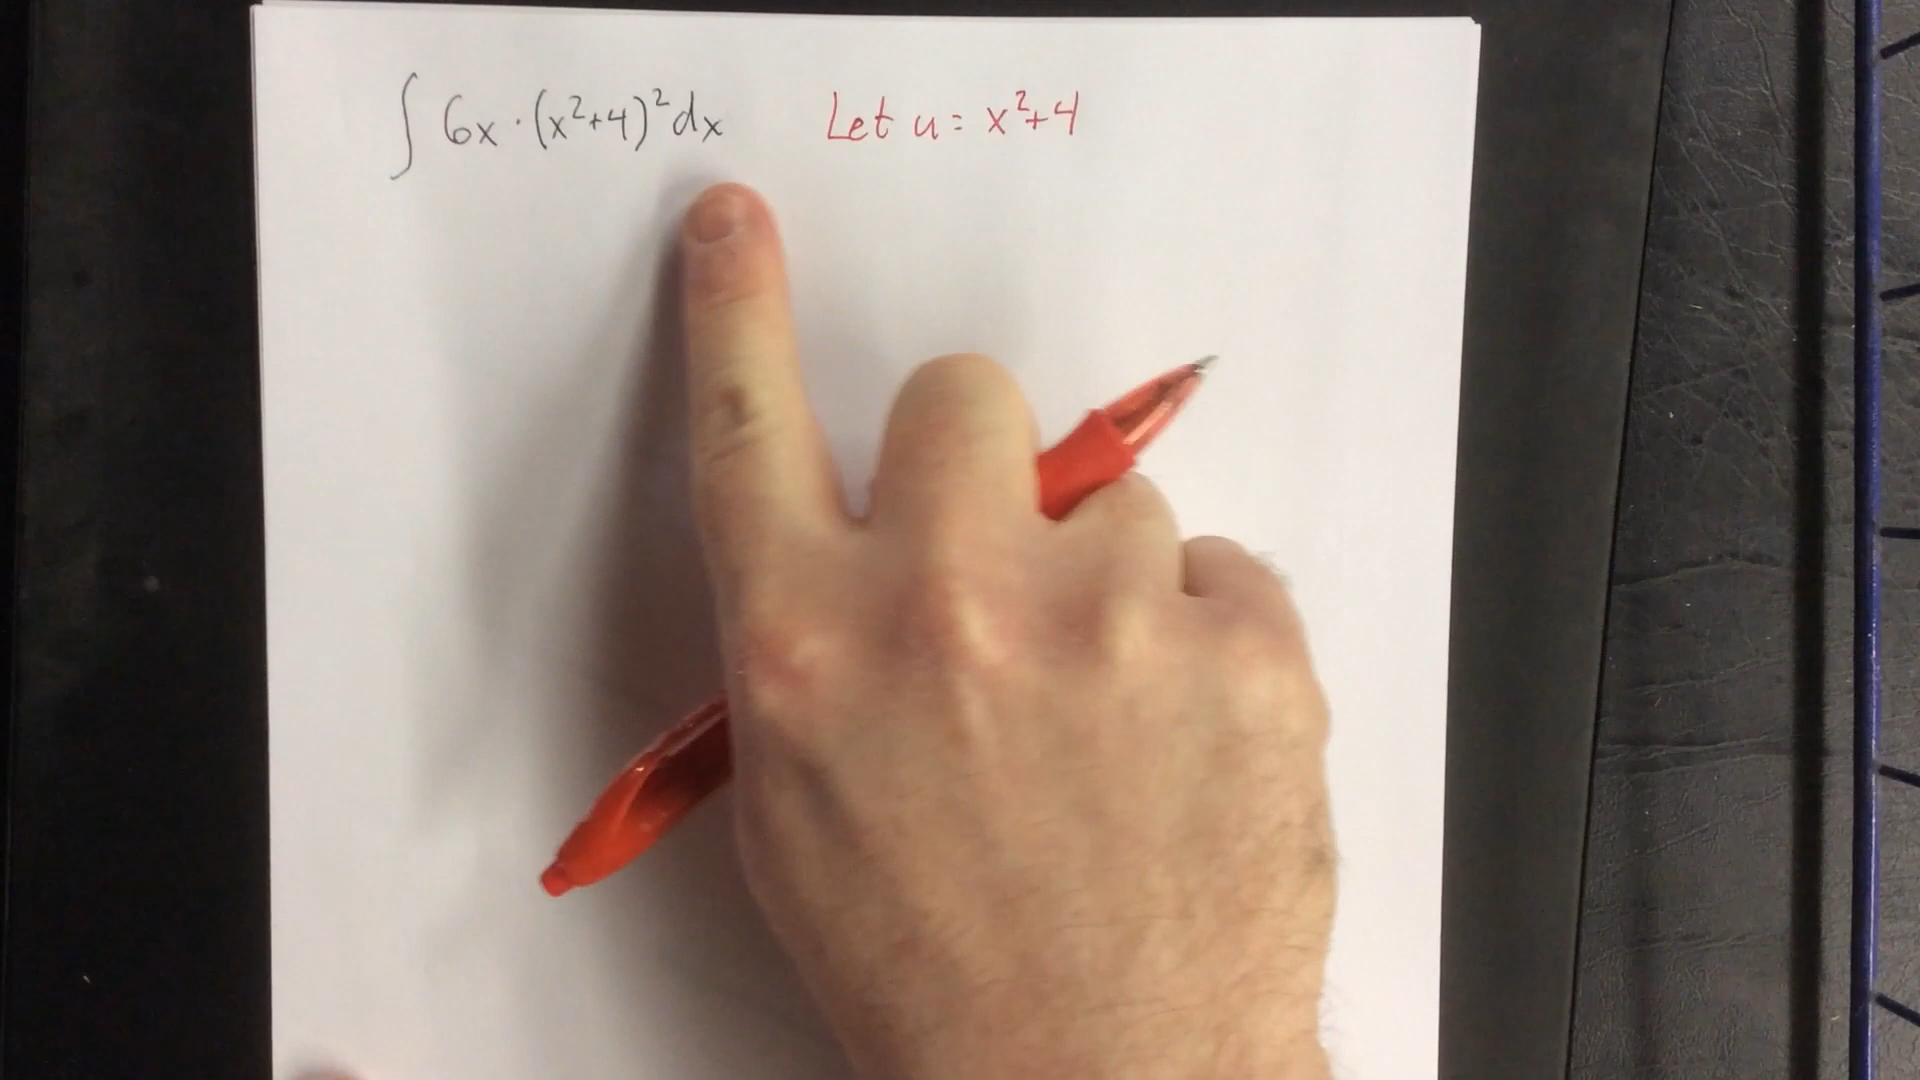 ∫ 6x · (x²+4)² dx Let u = x²+4